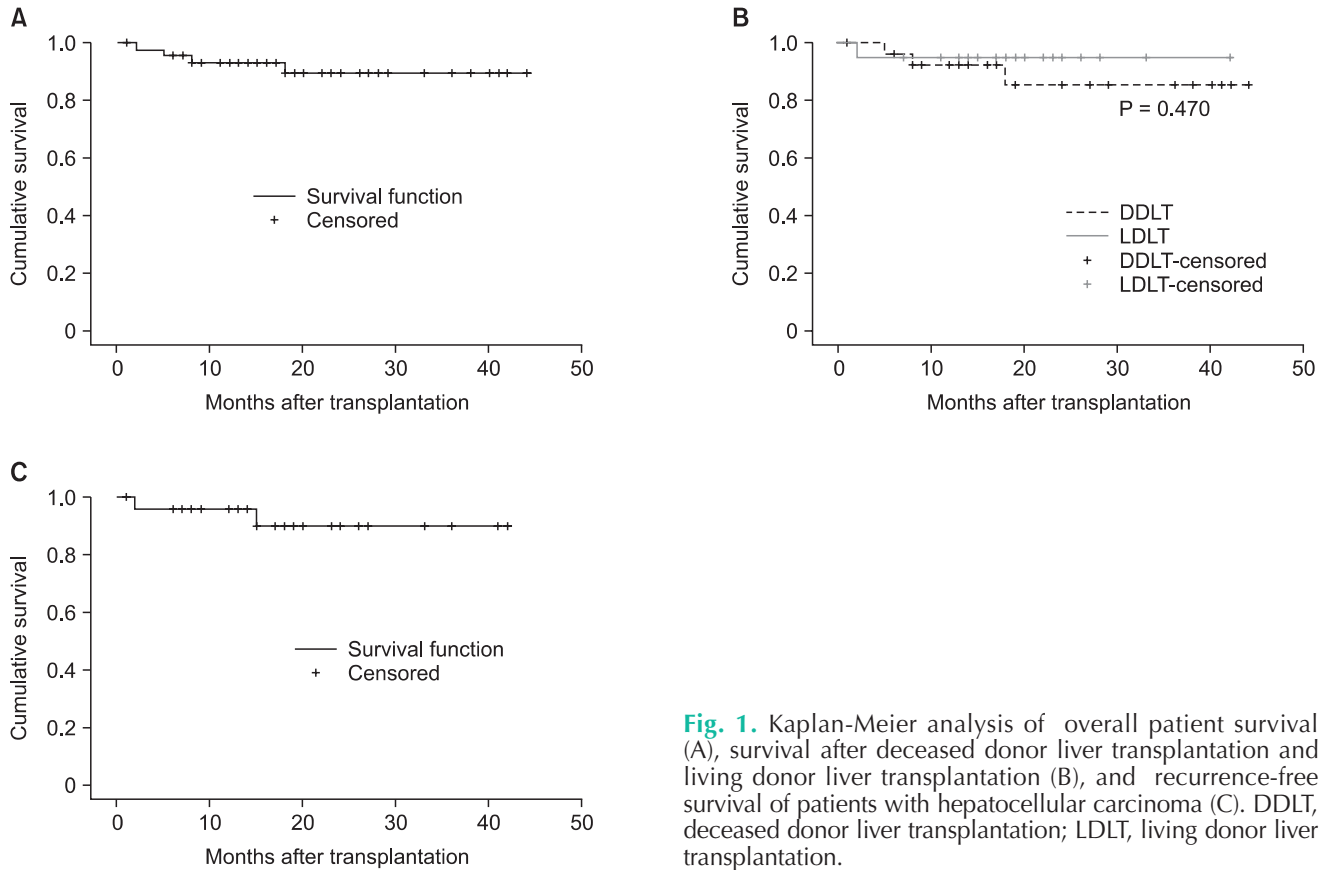 A
1.0
0.8
0.6
0.4
0.2
0
Cumulative survival
Survival function
Censored
0 10 20 30 40 50
Months after transplantation
B
1.0
0.8
0.6
0.4
0.2
0
Cumulative survival
P = 0.470
DDLT
LDLT
DDLT-censored
LDLT-censored
0 10 20 30 40 50
Months after transplantation
C
1.0
0.8
0.6
0.4
0.2
0
Cumulative survival
Survival function
Censored
0 10 20 30 40 50
Months after transplantation
Fig. 1. Kaplan-Meier analysis of overall patient survival
(A), survival after deceased donor liver transplantation and
living donor liver transplantation (B), and recurrence-free
survival of patients with hepatocellular carcinoma (C). DDLT,
deceased donor liver transplantation; LDLT, living donor liver
transplantation.